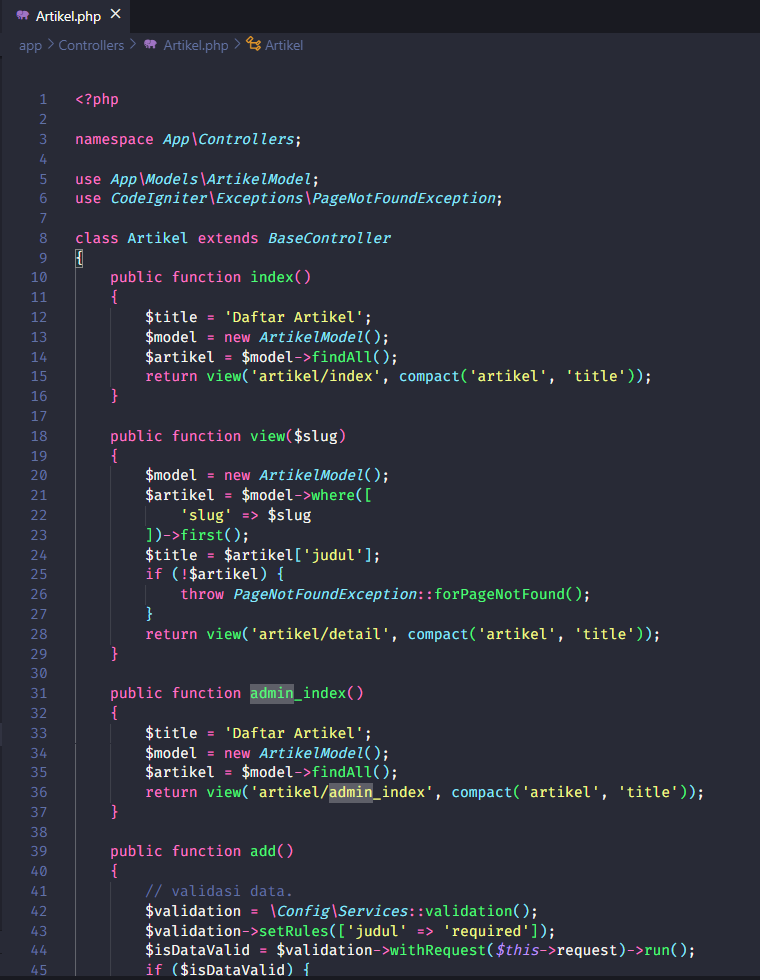 Artikel.php ×
app > Controllers > Artikel.php > Artikel
1 <?php
2
3 namespace App\Controllers;
4
5 use App\Models\ArtikelModel;
6 use CodeIgniter\Exceptions\PageNotFoundException;
7
8 class Artikel extends BaseController
9 {
10     public function index()
11     {
12         $title = 'Daftar Artikel';
13         $model = new ArtikelModel();
14         $artikel = $model->findAll();
15         return view('artikel/index', compact('artikel', 'title'));
16     }
17
18     public function view($slug)
19     {
20         $model = new ArtikelModel();
21         $artikel = $model->where([
22             'slug' => $slug
23         ])->first();
24         $title = $artikel['judul'];
25         if (!$artikel) {
26             throw PageNotFoundException::forPageNotFound();
27         }
28         return view('artikel/detail', compact('artikel', 'title'));
29     }
30
31     public function admin_index()
32     {
33         $title = 'Daftar Artikel';
34         $model = new ArtikelModel();
35         $artikel = $model->findAll();
36         return view('artikel/admin_index', compact('artikel', 'title'));
37     }
38
39     public function add()
40     {
41         // validasi data.
42         $validation = \Config\Services::validation();
43         $validation->setRules(['judul' => 'required']);
44         $isDataValid = $validation->withRequest($this->request)->run();
45         if ($isDataValid) {